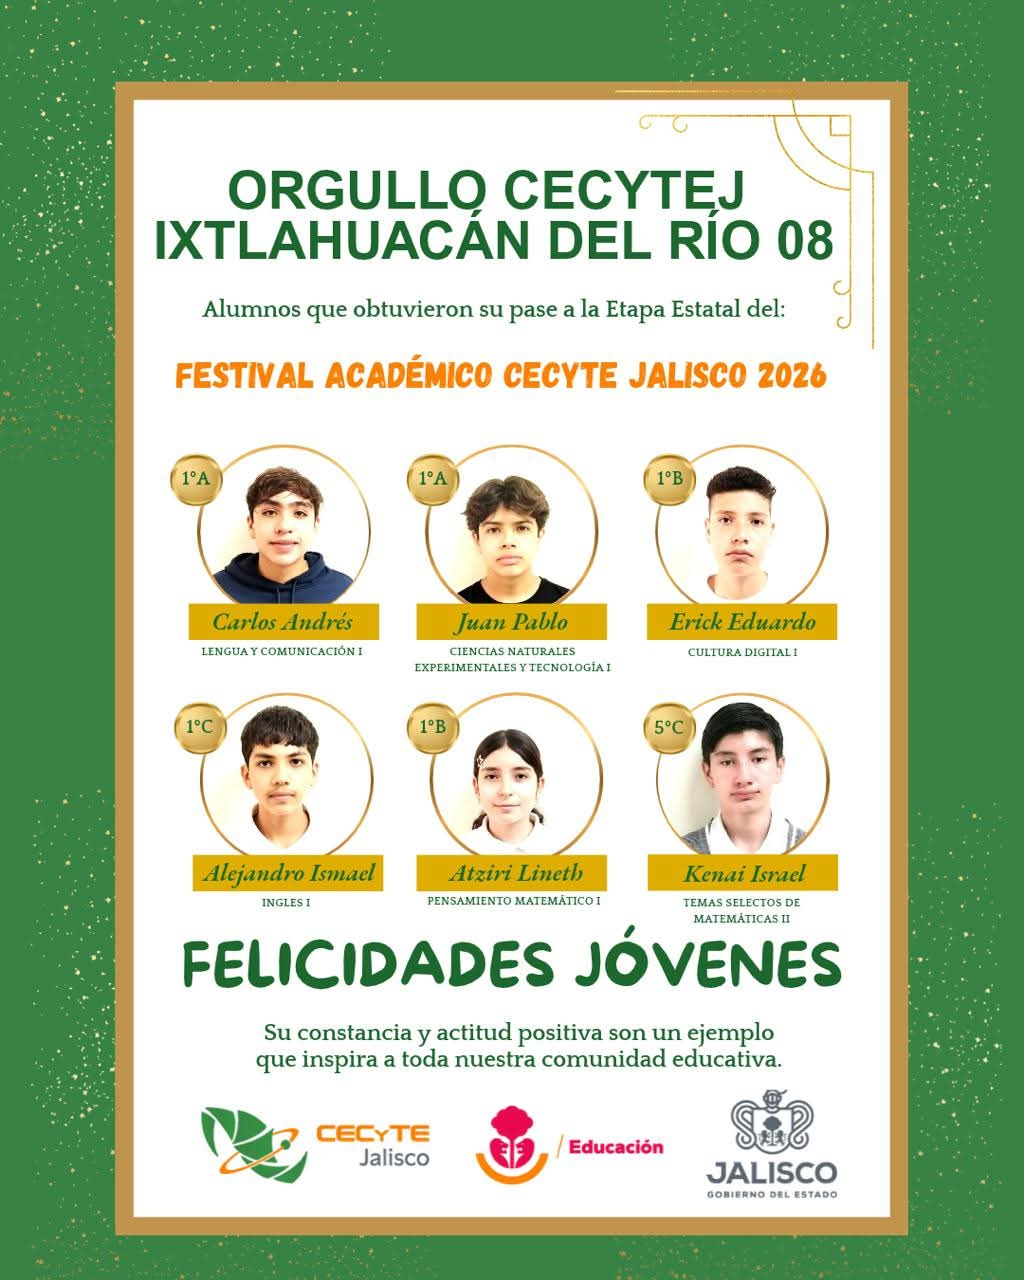 ORGULLO CECYTEJ
IXTLAHUACÁN DEL RÍO 08
Alumnos que obtuvieron su pase a la Etapa Estatal del:
FESTIVAL ACADÉMICO CECYTE JALISCO 2026
1°A
Carlos Andrés
LENGUA Y COMUNICACIÓN I
1°A
Juan Pablo
CIENCIAS NATURALES
EXPERIMENTALES Y TECNOLOGÍA I
1°B
Erick Eduardo
CULTURA DIGITAL I
1°C
Alejandro Ismael
INGLES I
1°B
Atziri Lineth
PENSAMIENTO MATEMÁTICO I
5°C
Kenai Israel
TEMAS SELECTOS DE
MATEMÁTICAS II
FELICIDADES JÓVENES
Su constancia y actitud positiva son un ejemplo
que inspira a toda nuestra comunidad educativa.
CECyTE
Jalisco
Educación
JALISCO
GOBIERNO DEL ESTADO